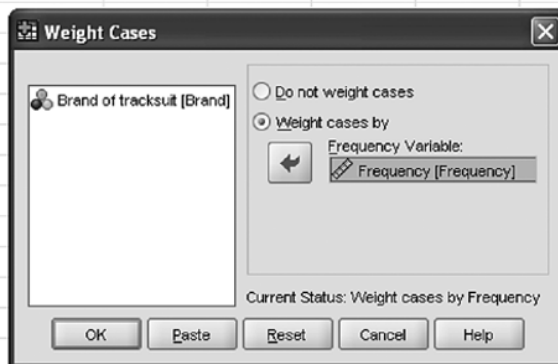 Weight Cases
Brand of tracksuit [Brand]
Do not weight cases
Weight cases by
Frequency Variable:
Frequency [Frequency]
Current Status: Weight cases by Frequency
OK
Paste
Reset
Cancel
Help